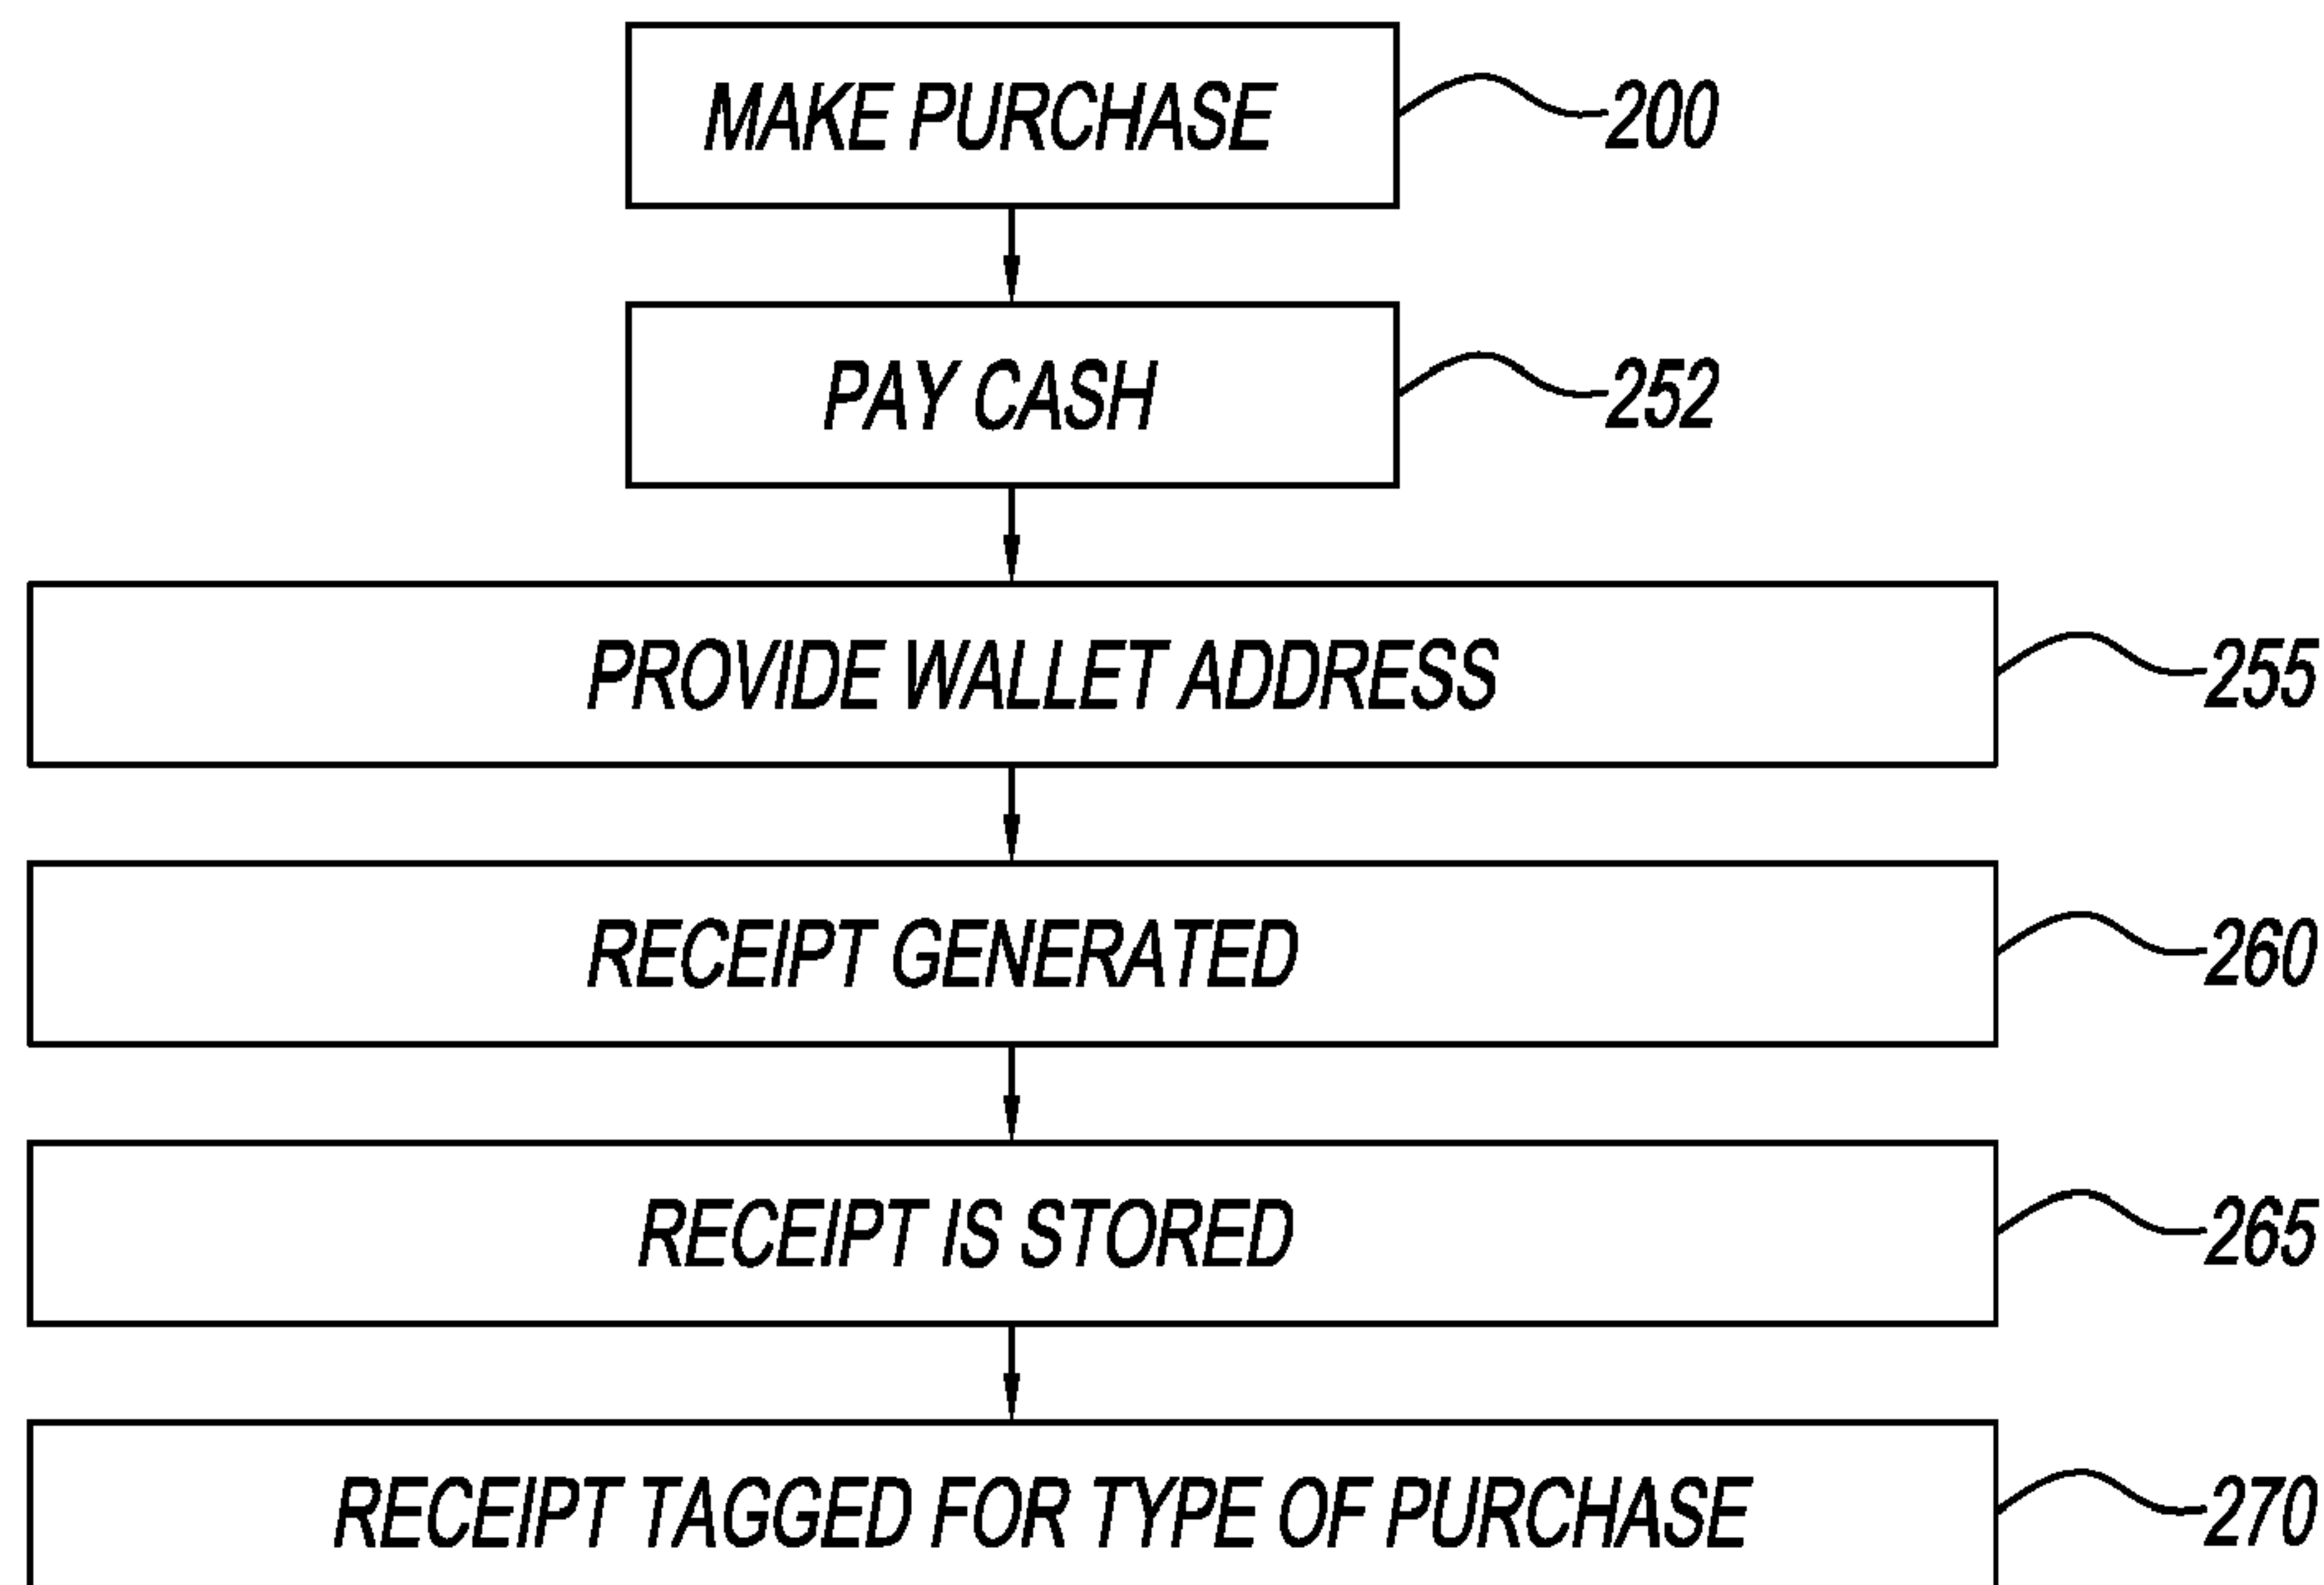 MAKE PURCHASE 200
PAY CASH 252
PROVIDE WALLET ADDRESS 255
RECEIPT GENERATED 260
RECEIPT IS STORED 265
RECEIPT TAGGED FOR TYPE OF PURCHASE 270